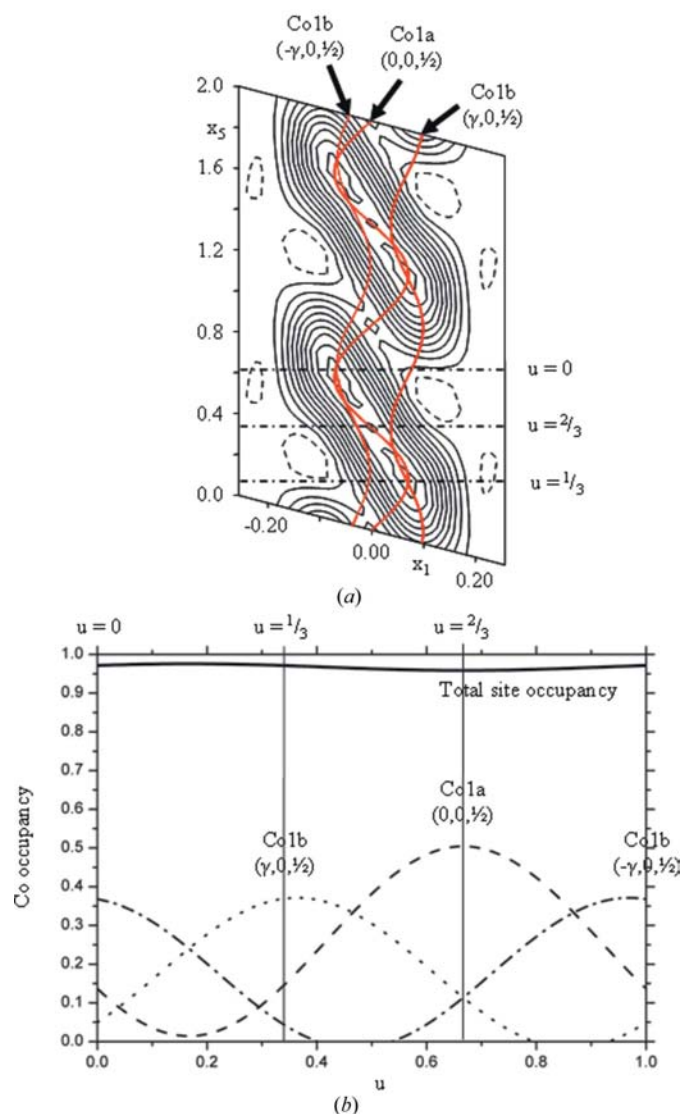 Co1b
(-γ,0,½)
Co1a
(0,0,½)
Co1b
(γ,0,½)
2.0
x5
1.6
1.2
0.8
0.4
0.0
u = 0
u = 2/3
u = 1/3
-0.20
0.00
x1
0.20
(a)
u = 0
u = 1/3
u = 2/3
1.0
0.9
0.8
0.7
0.6
0.5
0.4
0.3
0.2
0.1
0.0
Co occupancy
Total site occupancy
Co1a
(0,0,½)
Co1b
(γ,0,½)
Co1b
(-γ,0,½)
0.0
0.2
0.4
0.6
0.8
1.0
u
(b)